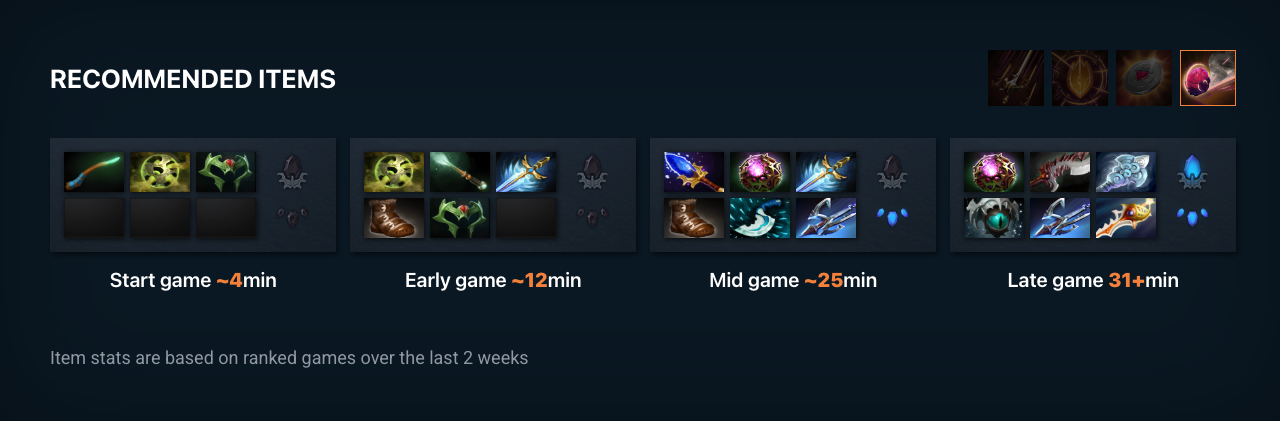 RECOMMENDED ITEMS
Start game ~4min
Early game ~12min
Mid game ~25min
Late game 31+min
Item stats are based on ranked games over the last 2 weeks